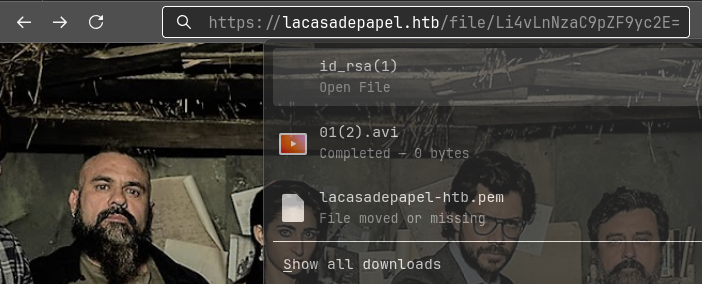 https://lacasadepapel.htb/file/Li4vLnNzaC9pZF9yc2E=
id_rsa(1)
Open File
01(2).avi
Completed — 0 bytes
lacasadepapel-htb.pem
File moved or missing
Show all downloads